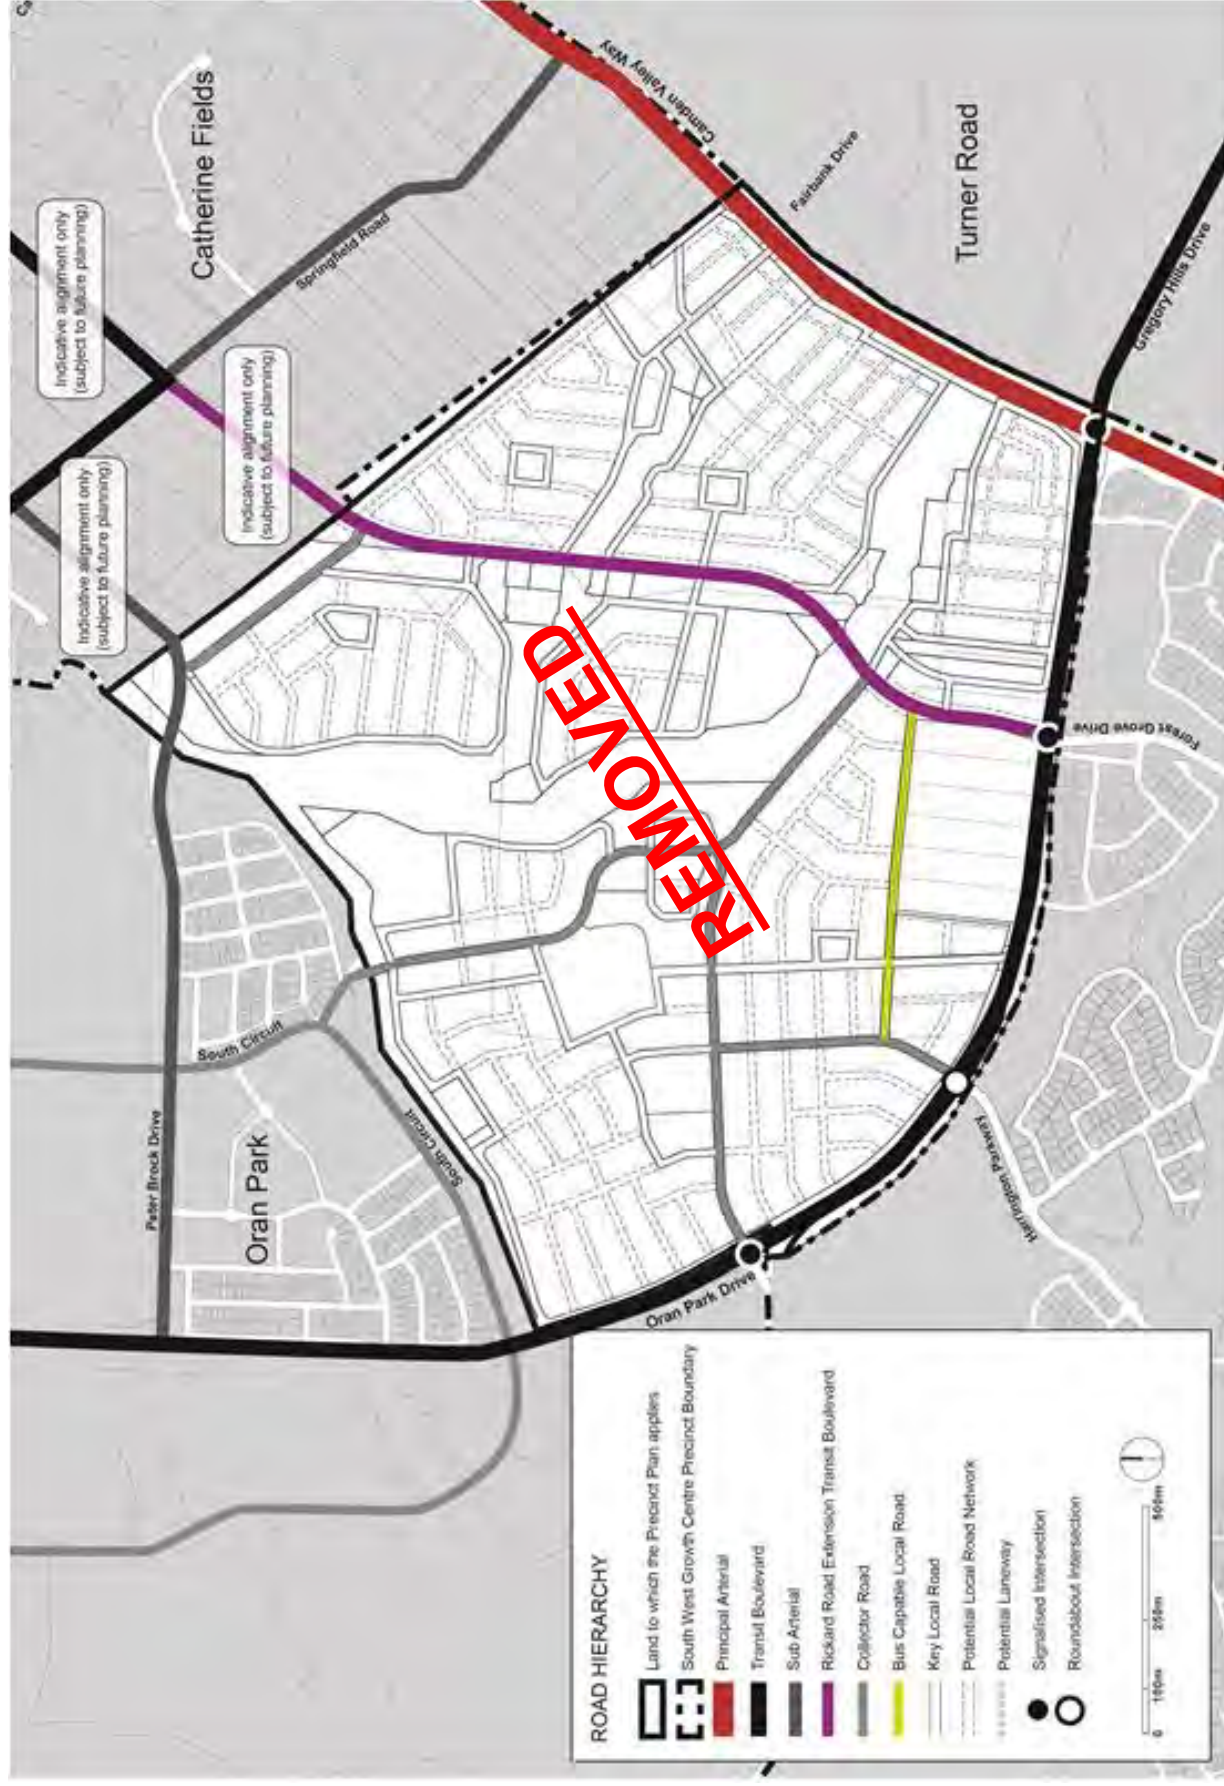 Catherine Fields
Indicative alignment only
(subject to future planning)
Indicative alignment only
(subject to future planning)
Indicative alignment only
(subject to future planning)
Springfield Road
Camden Valley Way
Fairbank Drive
Turner Road
Gregory Hills Drive
Forest Grove Drive
REMOVED
South Circuit
South Circuit
Peter Brock Drive
Oran Park
Oran Park Drive
Harrington Parkway
ROAD HIERARCHY
Land to which the Precinct Plan applies
South West Growth Centre Precinct Boundary
Principal Arterial
Transit Boulevard
Sub Arterial
Rickard Road Extension Transit Boulevard
Collector Road
Bus Capable Local Road
Key Local Road
Potential Local Road Network
Potential Laneway
Signalised Intersection
Roundabout Intersection
0 100m 250m 500m